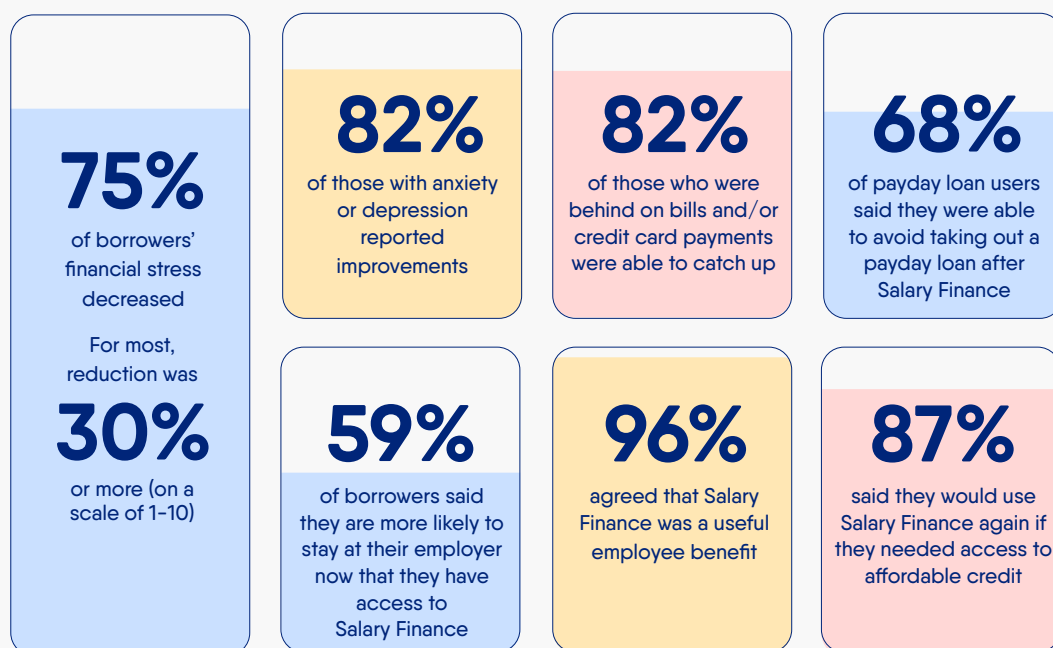 75%
of borrowers’
financial stress
decreased
For most,
reduction was
30%
or more (on a
scale of 1-10)
82%
of those with anxiety
or depression
reported
improvements
82%
of those who were
behind on bills and/or
credit card payments
were able to catch up
68%
of payday loan users
said they were able
to avoid taking out a
payday loan after
Salary Finance
59%
of borrowers said
they are more likely to
stay at their employer
now that they have
access to
Salary Finance
96%
agreed that Salary
Finance was a useful
employee benefit
87%
said they would use
Salary Finance again if
they needed access to
affordable credit